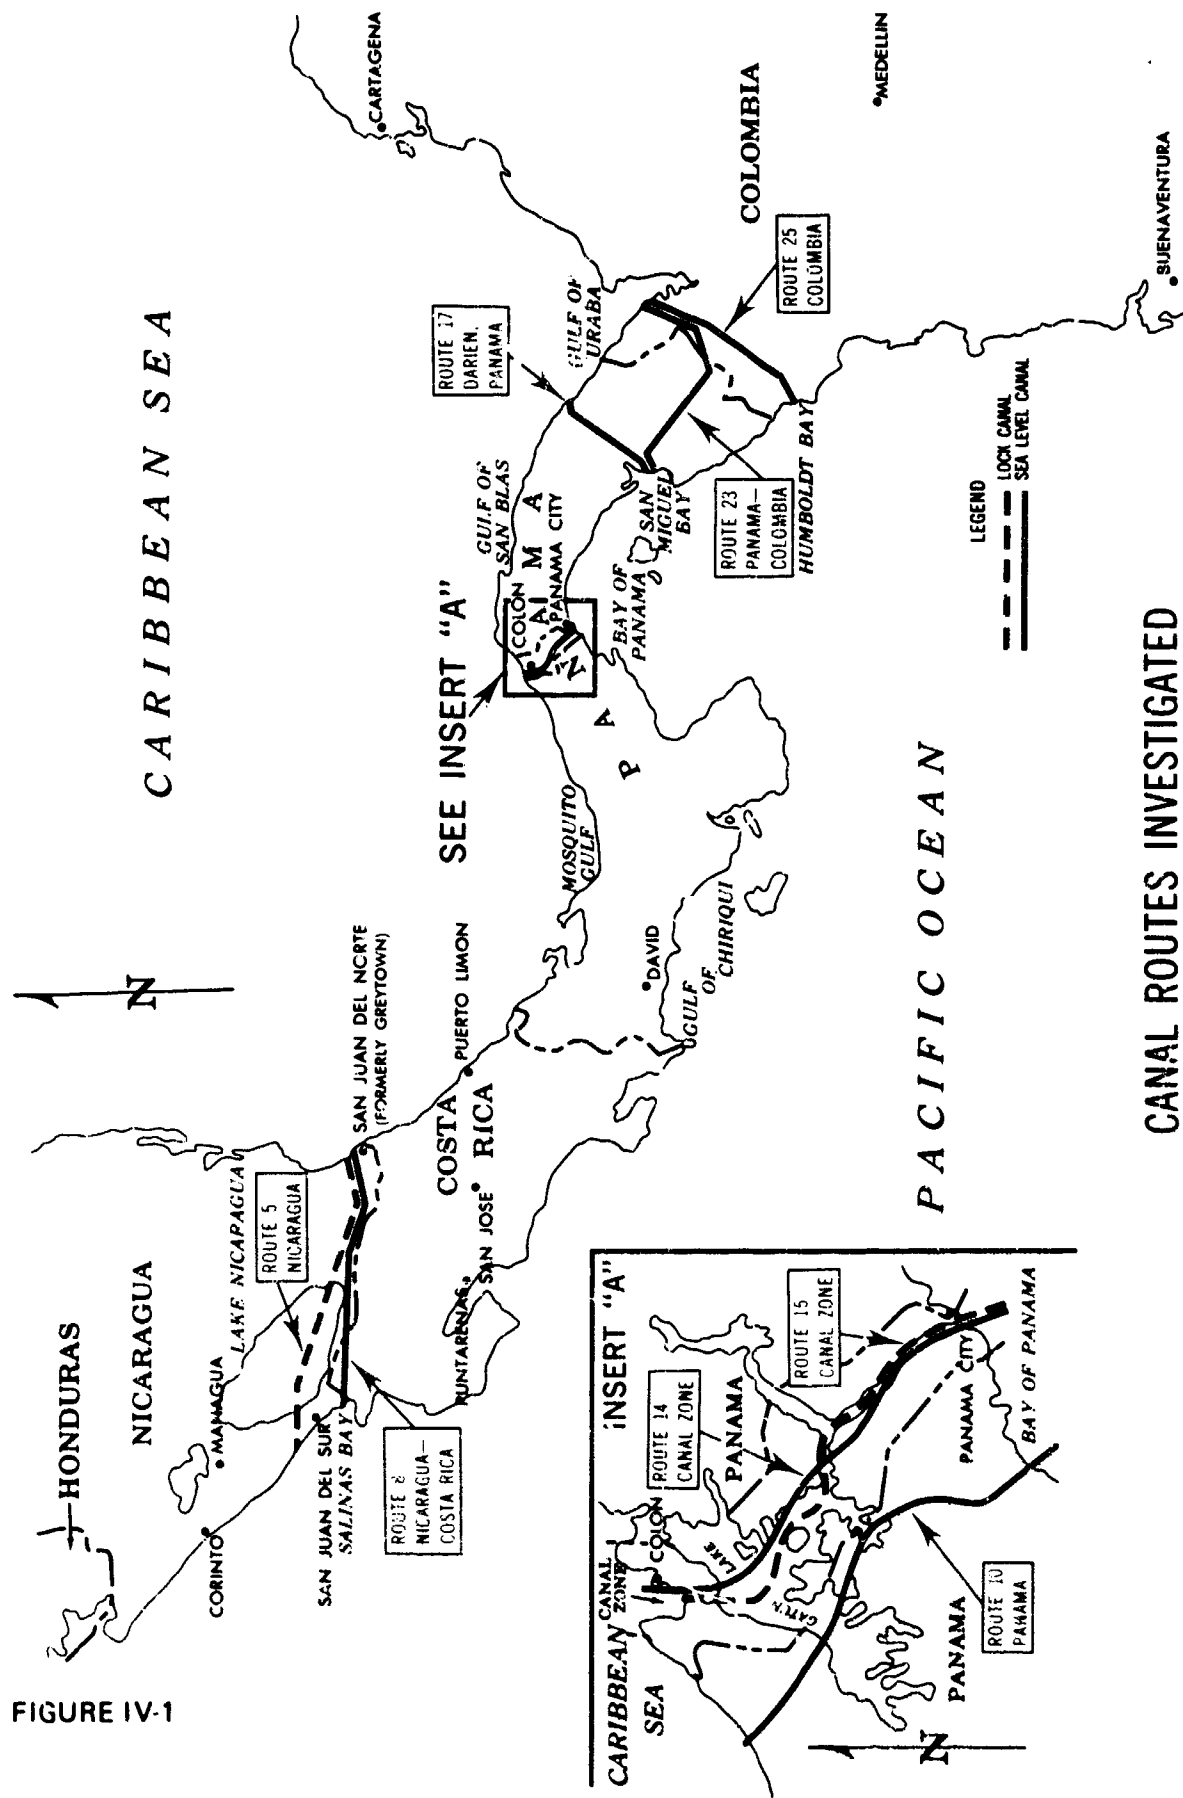 FIGURE IV-1
HONDURAS
NICARAGUA
MANAGUA
CORINTO
LAKE NICAPAGUA
ROUTE 5
NICARAGUA
SAN JUAN DEL SUR
SALINAS BAY
ROUTE 8
NICARAGUA—
COSTA RICA
SAN JUAN DEL NORTE
(FORMERLY GREYTOWN)
N
COSTA
RICA
PUERTO LIMON
SAN JOSE
PUNTARENAS
DAVID
GULF
OF
CHIRIQUI
MOSQUITO
GULF
CARIBBEAN SEA
SEE INSERT "A"
PANAMA
COLON
PANAMA CITY
GULF OF
SAN BLAS
BAY OF
PANAMA
SAN
MIGUEL
BAY
ROUTE 17
DARIEN,
PANAMA
GULF OF
URABA
ROUTE 23
PANAMA—
COLOMBIA
HUMBOLDT BAY
ROUTE 25
COLOMBIA
COLOMBIA
CARTAGENA
MEDELLIN
BUENAVENTURA
PACIFIC OCEAN
LEGEND
LOCK CANAL
SEA LEVEL CANAL
INSERT "A"
CARIBBEAN
SEA
CANAL
ZONE
COLON
LAKE
GATUN
ROUTE 14
CANAL ZONE
PANAMA
ROUTE 15
CANAL ZONE
PANAMA CITY
BAY OF PANAMA
ROUTE 10
PANAMA
PANAMA
N
CANAL ROUTES INVESTIGATED